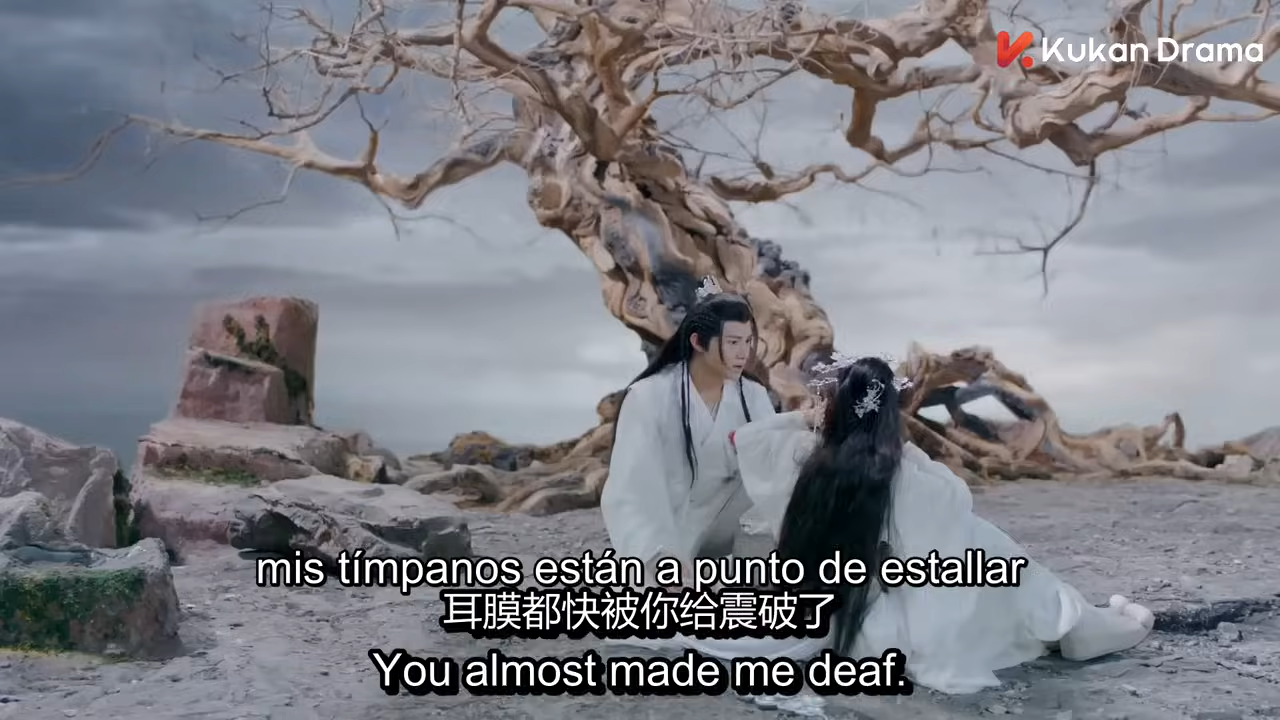 Kukan Drama
mis tímpanos están a punto de estallar
耳膜都快被你给震破了
You almost made me deaf.